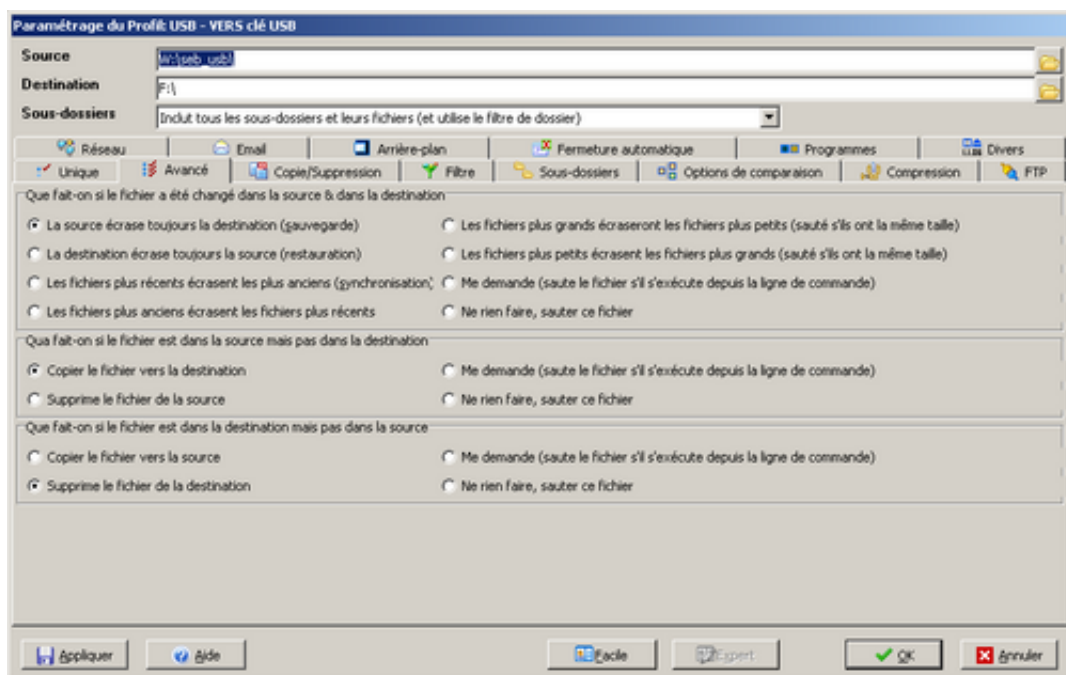 Paramétrage du Profil: USB - VERS clé USB
Source W:\seb_usb\
Destination F:\
Sous-dossiers Inclut tous les sous-dossiers et leurs fichiers (et utilise le filtre de dossier)
Réseau Email Arrière-plan Fermeture automatique Programmes Divers
Unique Avancé Copie/Suppression Filtre Sous-dossiers Options de comparaison Compression FTP
Que fait-on si le fichier a été changé dans la source & dans la destination
La source écrase toujours la destination (sauvegarde) Les fichiers plus grands écraseront les fichiers plus petits (sauté s'ils ont la même taille)
La destination écrase toujours la source (restauration) Les fichiers plus petits écrasent les fichiers plus grands (sauté s'ils ont la même taille)
Les fichiers plus récents écrasent les plus anciens (synchronisation) Me demande (saute le fichier s'il s'exécute depuis la ligne de commande)
Les fichiers plus anciens écrasent les fichiers plus récents Ne rien faire, sauter ce fichier
Qua fait-on si le fichier est dans la source mais pas dans la destination
Copier le fichier vers la destination Me demande (saute le fichier s'il s'exécute depuis la ligne de commande)
Supprime le fichier de la source Ne rien faire, sauter ce fichier
Que fait-on si le fichier est dans la destination mais pas dans la source
Copier le fichier vers la source Me demande (saute le fichier s'il s'exécute depuis la ligne de commande)
Supprime le fichier de la destination Ne rien faire, sauter ce fichier
Appliquer Aide Facile Expert OK Annuler